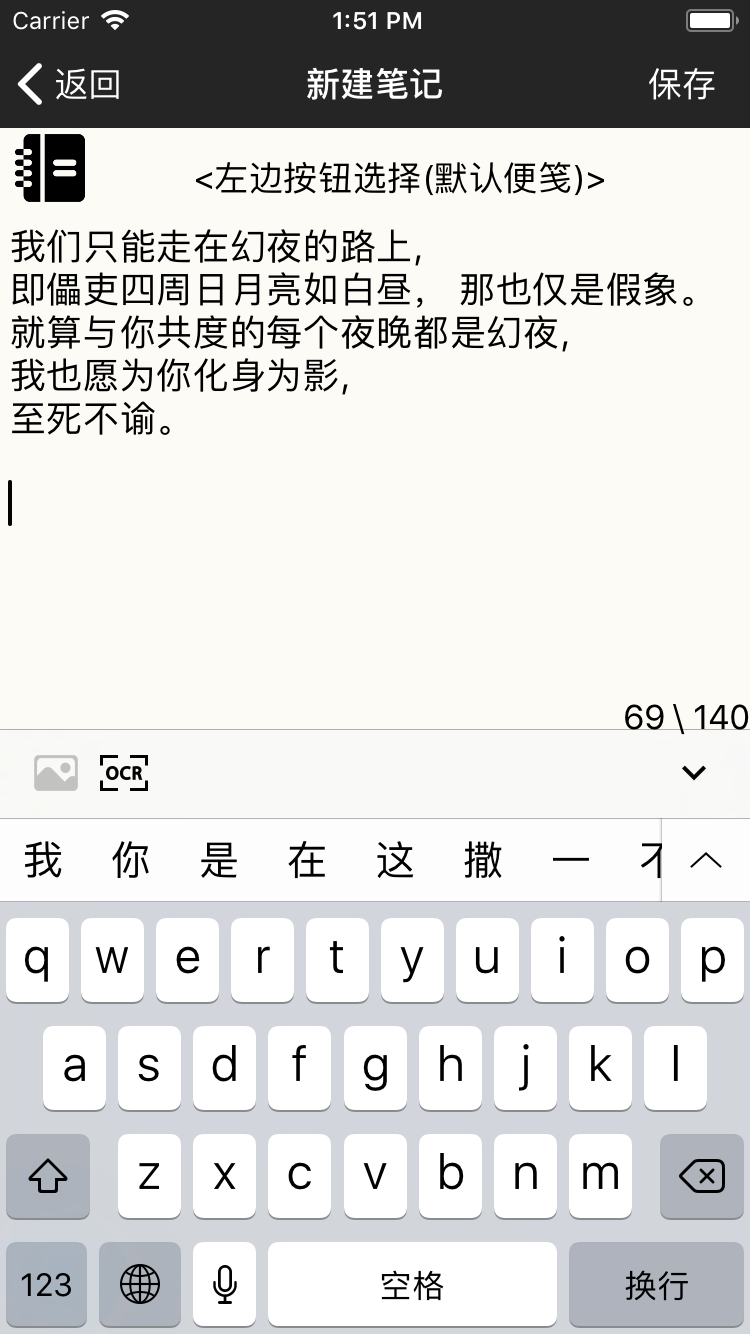 Carrier 1:51 PM
返回 新建笔记 保存
<左边按钮选择(默认便笺)>
我们只能走在幻夜的路上,
即儡吏四周日月亮如白昼， 那也仅是假象。
就算与你共度的每个夜晚都是幻夜,
我也愿为你化身为影,
至死不谕。
69 \ 140
OCR
我 你 是 在 这 撒 一 不
q w e r t y u i o p
a s d f g h j k l
z x c v b n m
123 空格 换行